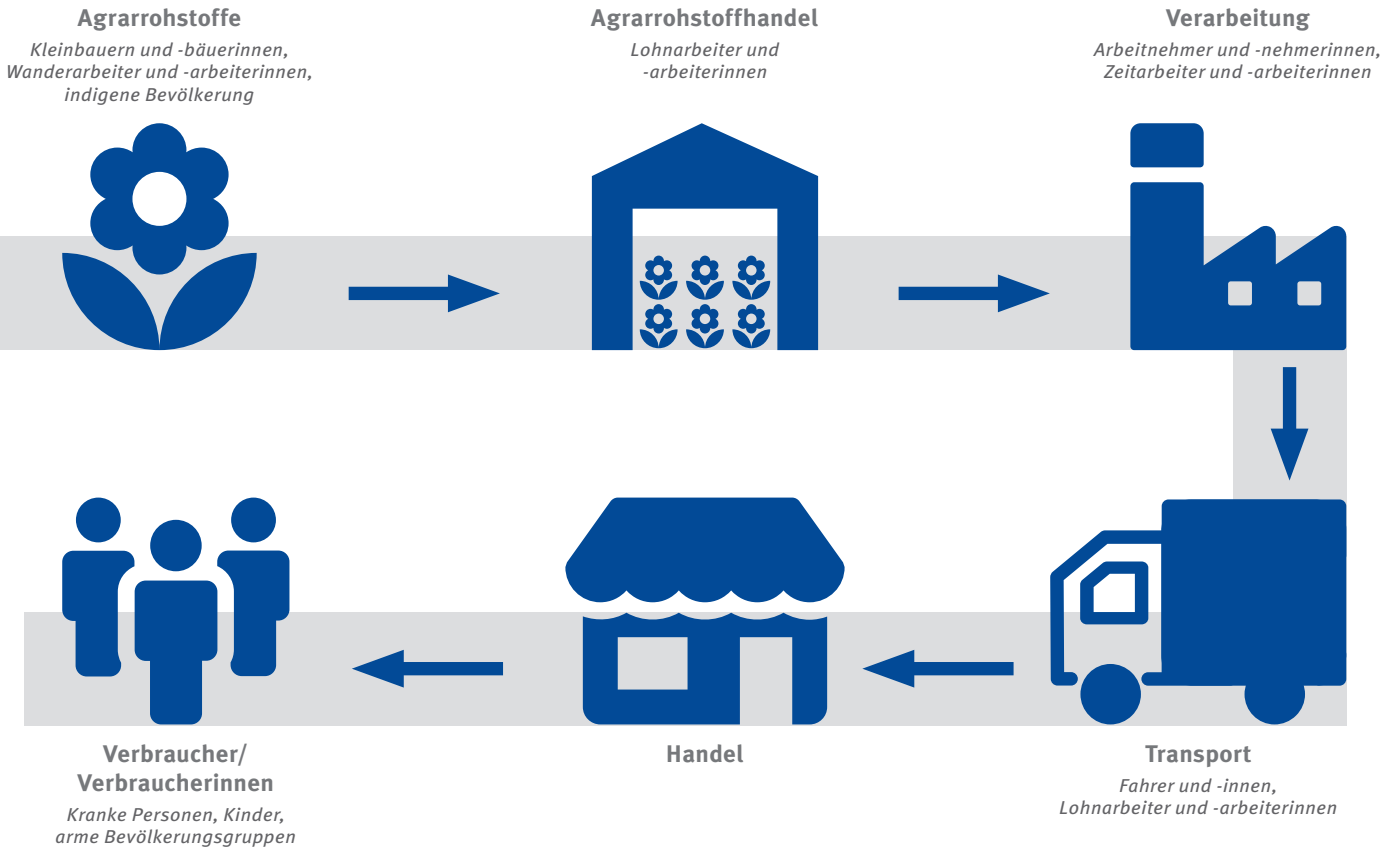 Agrarrohstoffe
Kleinbauern und -bäuerinnen,
Wanderarbeiter und -arbeiterinnen,
indigene Bevölkerung
Agrarrohstoffhandel
Lohnarbeiter und
-arbeiterinnen
Verarbeitung
Arbeitnehmer und -nehmerinnen,
Zeitarbeiter und -arbeiterinnen
Verbraucher/
Verbraucherinnen
Kranke Personen, Kinder,
arme Bevölkerungsgruppen
Handel
Transport
Fahrer und -innen,
Lohnarbeiter und -arbeiterinnen